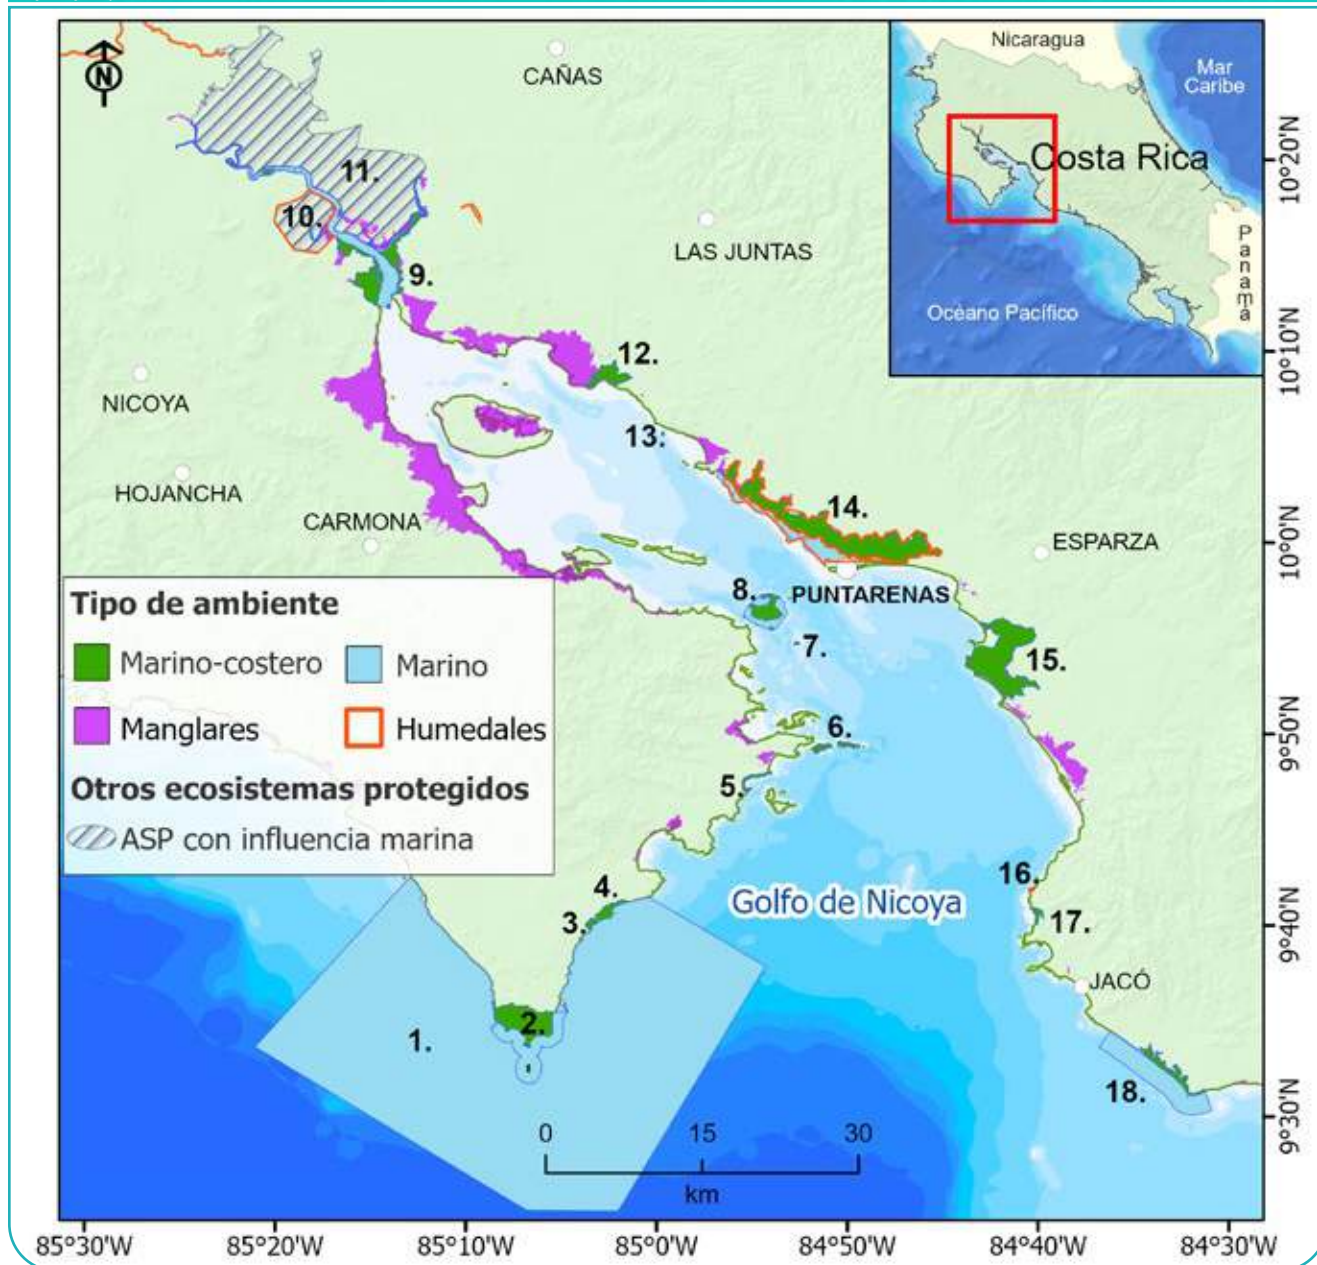 N
CAÑAS
Nicaragua
Mar
Caribe
Costa Rica
Panamá
Océano Pacífico
11.
10.
9.
LAS JUNTAS
12.
NICOYA
13.
HOJANCHA
CARMONA
14.
ESPARZA
8.
PUNTARENAS
7.
15.
6.
5.
Tipo de ambiente
Marino-costero
Marino
Manglares
Humedales
Otros ecosistemas protegidos
ASP con influencia marina
4.
3.
Golfo de Nicoya
16.
17.
JACÓ
1.
2.
18.
0 15 30
km
10°20'N
10°10'N
10°0'N
9°50'N
9°40'N
9°30'N
85°30'W 85°20'W 85°10'W 85°0'W 84°50'W 84°40'W 84°30'W